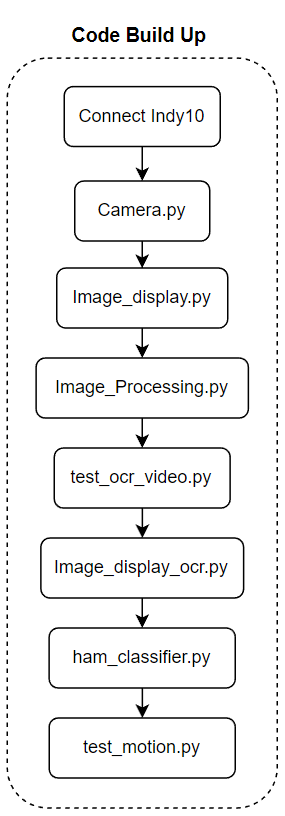 Code Build Up
Connect Indy10
Camera.py
Image_display.py
Image_Processing.py
test_ocr_video.py
Image_display_ocr.py
ham_classifier.py
test_motion.py